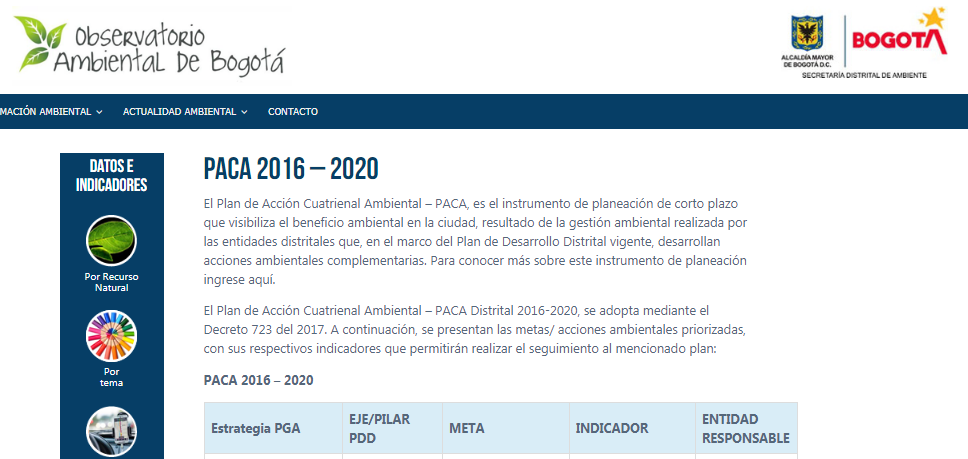 Observatorio
Ambiental De Bogotá
ALCALDÍA MAYOR
DE BOGOTÁ D.C.
BOGOTÁ
SECRETARÍA DISTRITAL DE AMBIENTE
MACIÓN AMBIENTAL
ACTUALIDAD AMBIENTAL
CONTACTO
DATOS E
INDICADORES
Por Recurso
Natural
Por
tema
PACA 2016 – 2020
El Plan de Acción Cuatrienal Ambiental – PACA, es el instrumento de planeación de corto plazo
que visibiliza el beneficio ambiental en la ciudad, resultado de la gestión ambiental realizada por
las entidades distritales que, en el marco del Plan de Desarrollo Distrital vigente, desarrollan
acciones ambientales complementarias. Para conocer más sobre este instrumento de planeación
ingrese aquí.
El Plan de Acción Cuatrienal Ambiental – PACA Distrital 2016-2020, se adopta mediante el
Decreto 723 del 2017. A continuación, se presentan las metas/ acciones ambientales priorizadas,
con sus respectivos indicadores que permitirán realizar el seguimiento al mencionado plan:
PACA 2016 – 2020
Estrategia PGA
EJE/PILAR
PDD
META
INDICADOR
ENTIDAD
RESPONSABLE